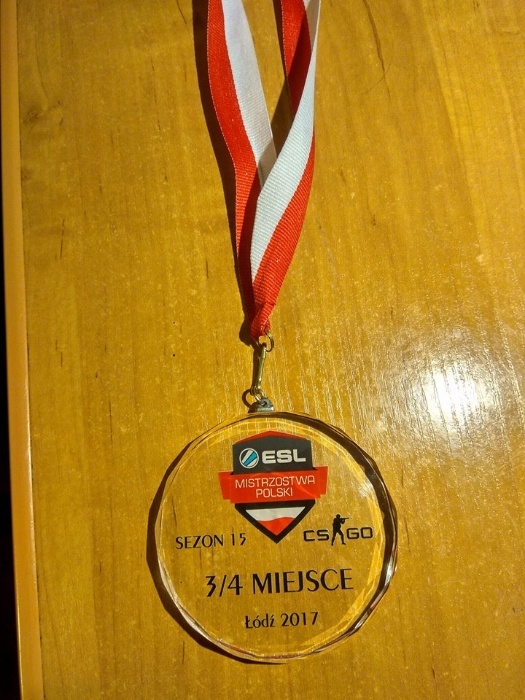 ESL
MISTRZOSTWA
POLSKI
SEZON 15
CS GO
3/4 MIEJSCE
Łódź 2017